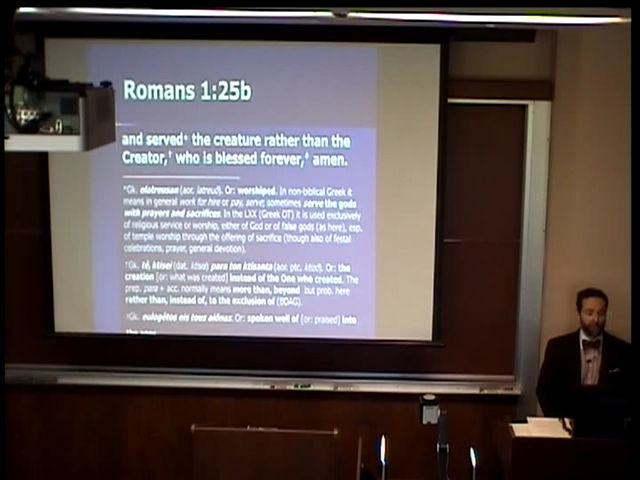 Romans 1:25b
and served* the creature rather than the
Creator,† who is blessed forever,‡ amen.
*Gk. elatreusan (aor. latreuō). Or: worshiped. In non-biblical Greek it
means in general work for hire or pay, serve; sometimes serve the gods
with prayers and sacrifices. In the LXX (Greek OT) it is used exclusively
of religious service or worship, either of God or of false gods (as here), esp.
of temple worship through the offering of sacrifice (though also of festal
celebrations, prayer, general devotion).
†Gk. tē, ktisei (dat. ktisis) para ton ktisanta (aor. ptc. ktizō). Or: the
creation [or: what was created] instead of the One who created. The
prep. para + acc. normally means more than, beyond but prob. here
rather than, instead of, to the exclusion of (BDAG).
‡Gk. eulogētos eis tous aiōnas. Or: spoken well of [or: praised] into